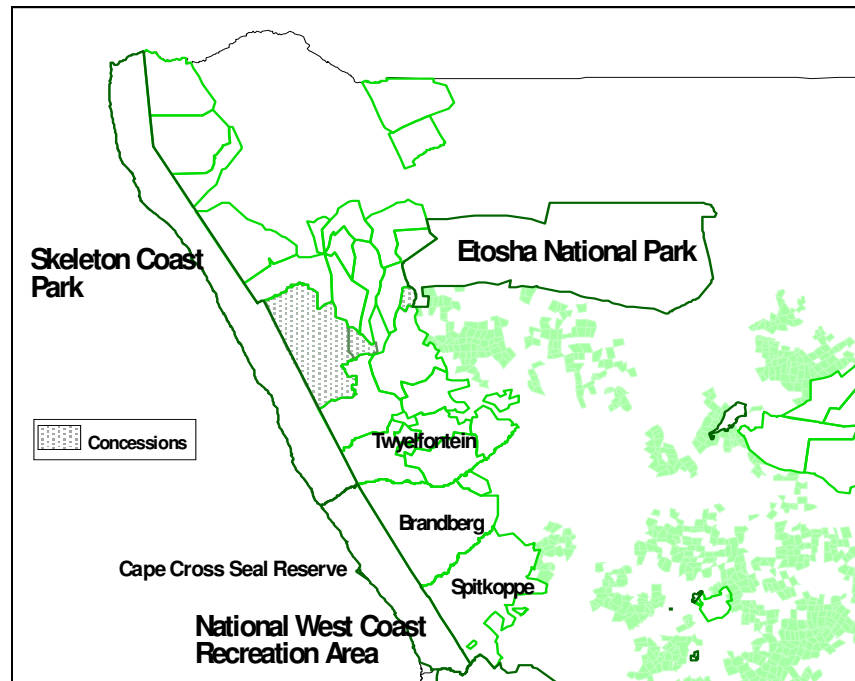 Etosha National Park
Skeleton Coast
Park
Concessions
Twyelfontein
Brandberg
Cape Cross Seal Reserve
Spitkoppe
National West Coast
Recreation Area